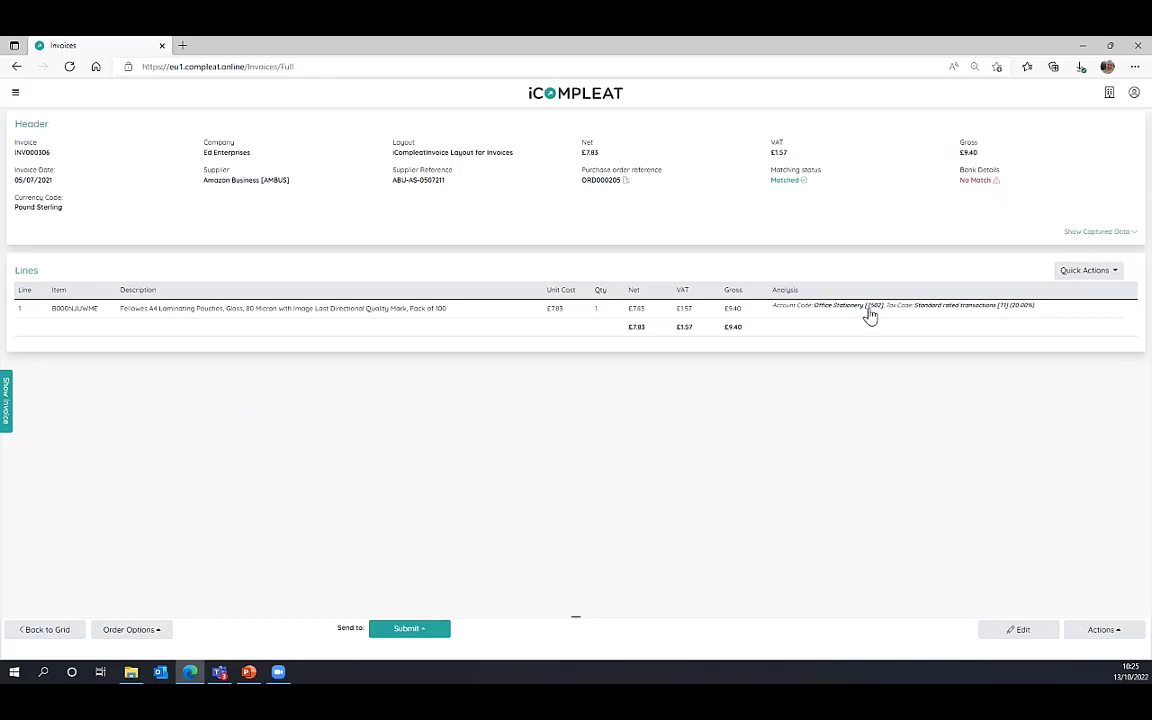 Invoices
https://eu1.compleat.online/Invoices/Full
iCOMPLEAT
Header
Invoice Company Layout Net VAT Gross
INV000306 Ed Enterprises iCompleatInvoice Layout for Invoices £7.83 £1.57 £9.40
Invoice Date: Supplier Supplier Reference Purchase order reference Matching status Bank Details
05/07/2021 Amazon Business [AMBUS] ABU-AS-0507211 ORD000205 Matched No Match
Currency Code:
Pound Sterling
Show Captured Data
Lines Quick Actions
Line Item Description Unit Cost Qty Net VAT Gross Analysis
1 B000NJUWME Fellowes A4 Laminating Pouches, Gloss, 80 Micron with Image Last Directional Quality Mark, Pack of 100 £7.83 1 £7.83 £1.57 £9.40 Account Code: Office Stationery [7502], Tax Code: Standard rated transactions [T1] (20.00%)
£7.83 £1.57 £9.40
Show Invoice
Back to Grid Order Options Send to: Submit Edit Actions
10:25
13/10/2022